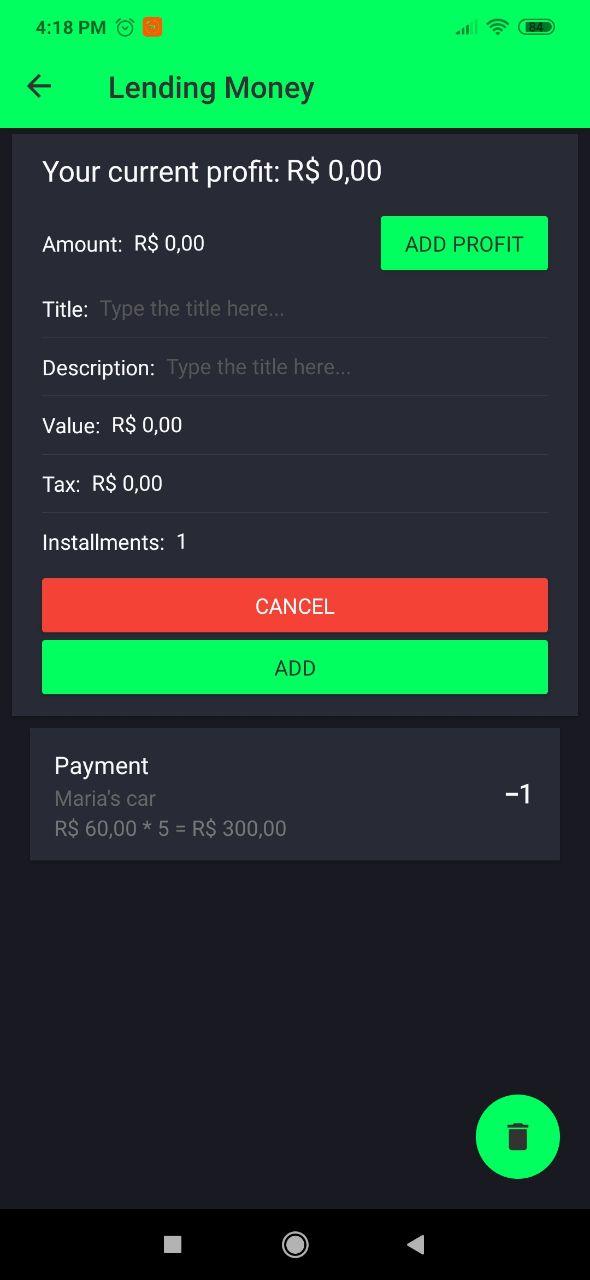 4:18 PM 84
Lending Money
Your current profit: R$ 0,00
Amount: R$ 0,00 ADD PROFIT
Title: Type the title here...
Description: Type the title here...
Value: R$ 0,00
Tax: R$ 0,00
Installments: 1
CANCEL
ADD
Payment
Maria's car
R$ 60,00 * 5 = R$ 300,00
−1